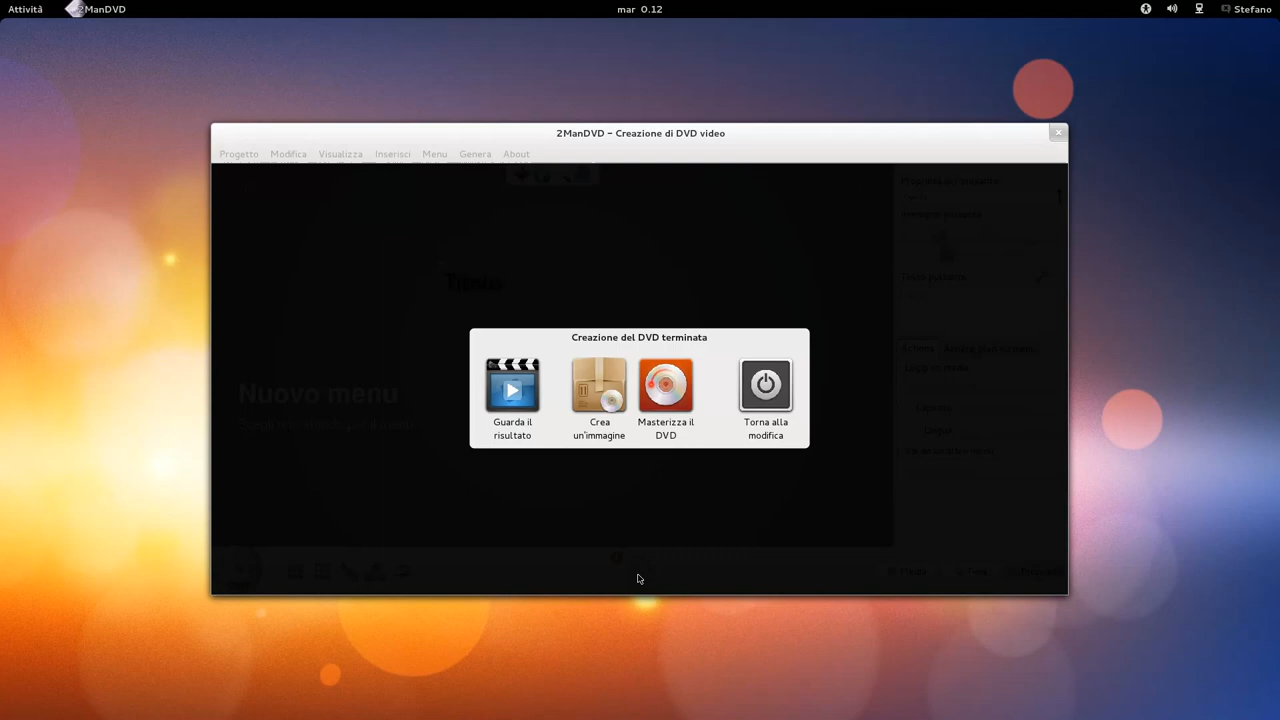 Attività 2ManDVD mar 0.12 Stefano
2ManDVD – Creazione di DVD video
Progetto Modifica Visualizza Inserisci Menu Genera About
Titolo
Nuovo menu
Creazione del DVD terminata
Guarda il
risultato
Crea
un'immagine
Masterizza il
DVD
Torna alla
modifica